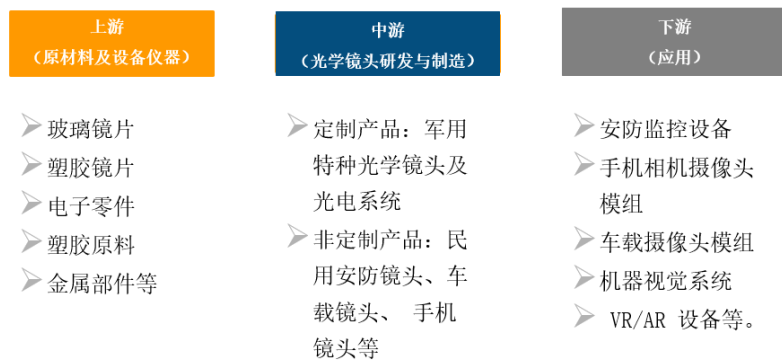 上游
（原材料及设备仪器）
玻璃镜片
塑胶镜片
电子零件
塑胶原料
金属部件等
中游
（光学镜头研发与制造）
定制产品：军用
特种光学镜头及
光电系统
非定制产品：民
用安防镜头、车
载镜头、 手机
镜头等
下游
（应用）
安防监控设备
手机相机摄像头
模组
车载摄像头模组
机器视觉系统
VR/AR 设备等。